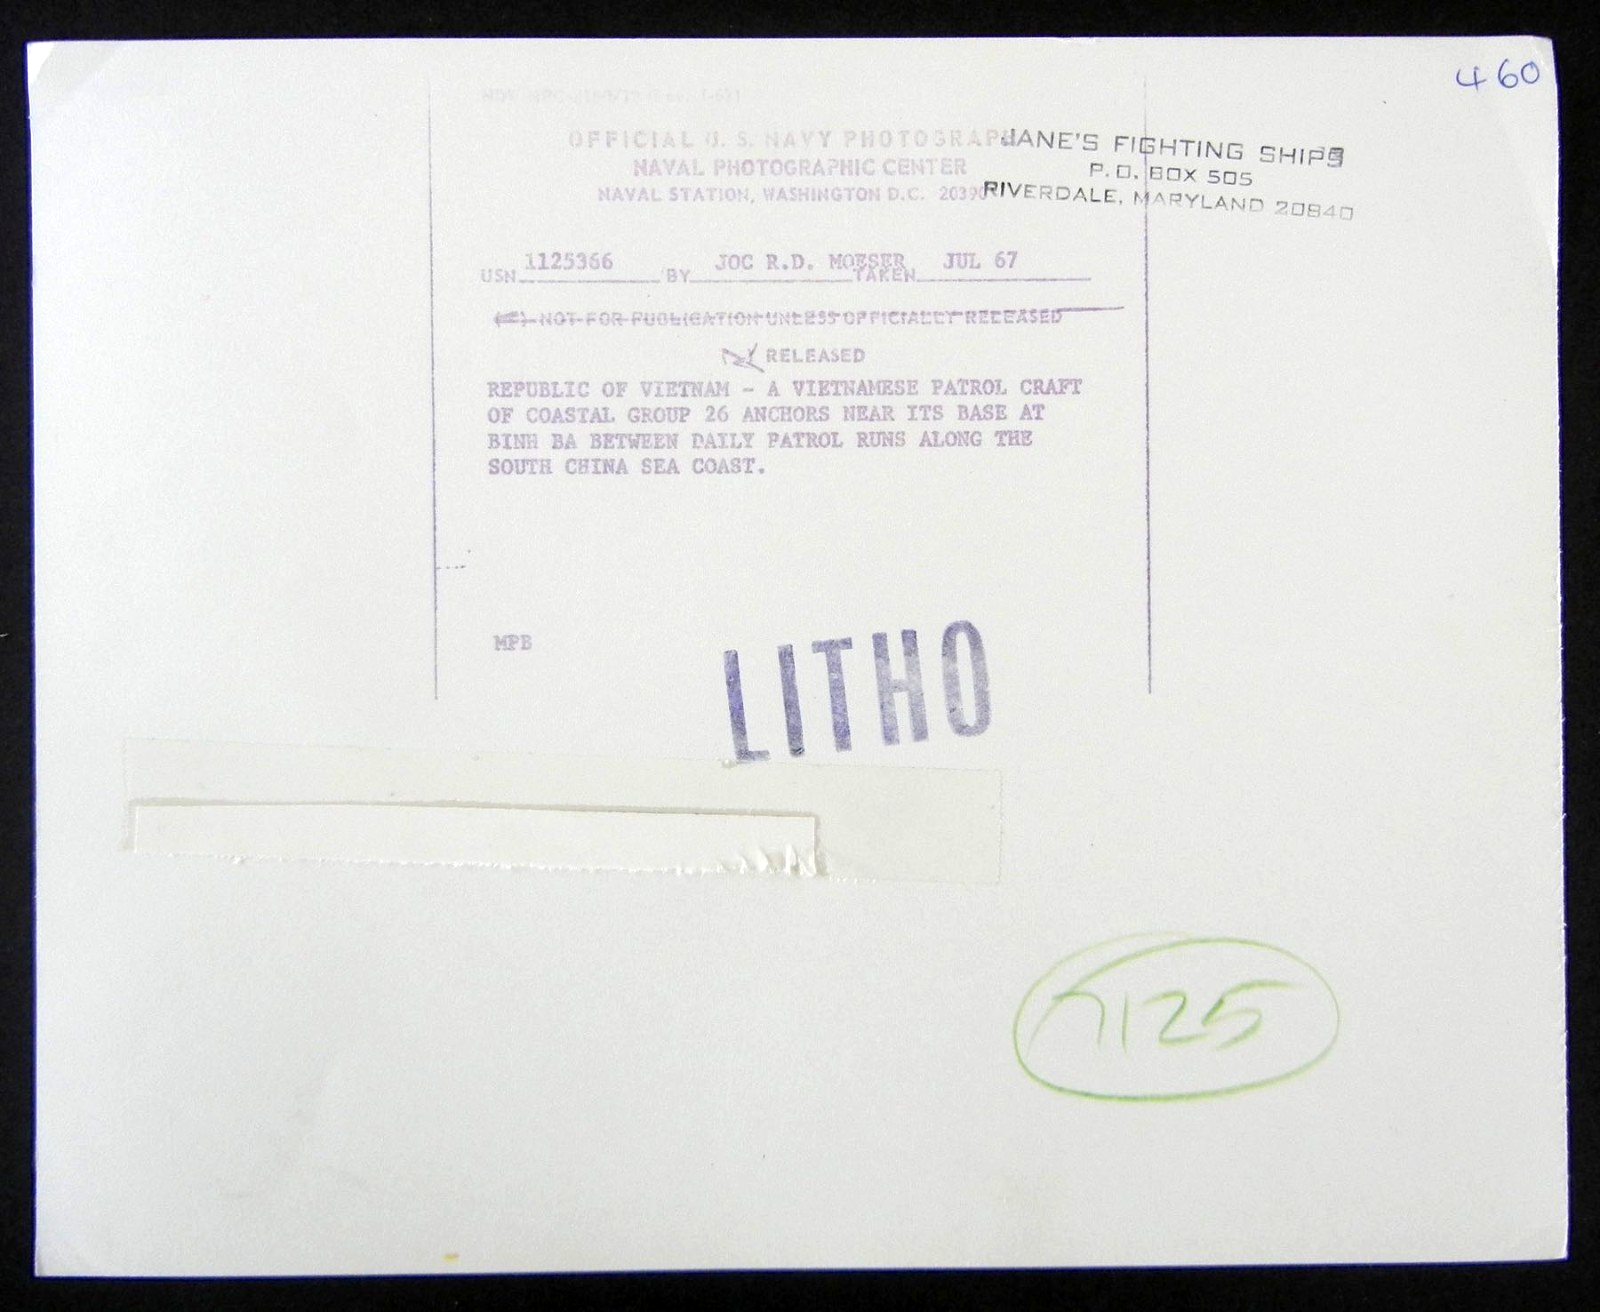 460
OFFICIAL U. S. NAVY PHOTOGRAPH
NAVAL PHOTOGRAPHIC CENTER
NAVAL STATION, WASHINGTON D.C. 20390
JANE'S FIGHTING SHIPS
P.O. BOX 505
RIVERDALE, MARYLAND 20840
USN 1125366 BY JOC R.D. MOESER TAKEN JUL 67
NOT FOR PUBLICATION UNLESS OFFICIALLY RELEASED
RELEASED
REPUBLIC OF VIETNAM - A VIETNAMESE PATROL CRAFT
OF COASTAL GROUP 26 ANCHORS NEAR ITS BASE AT
BINH BA BETWEEN DAILY PATROL RUNS ALONG THE
SOUTH CHINA SEA COAST.
MPB
LITHO
7125